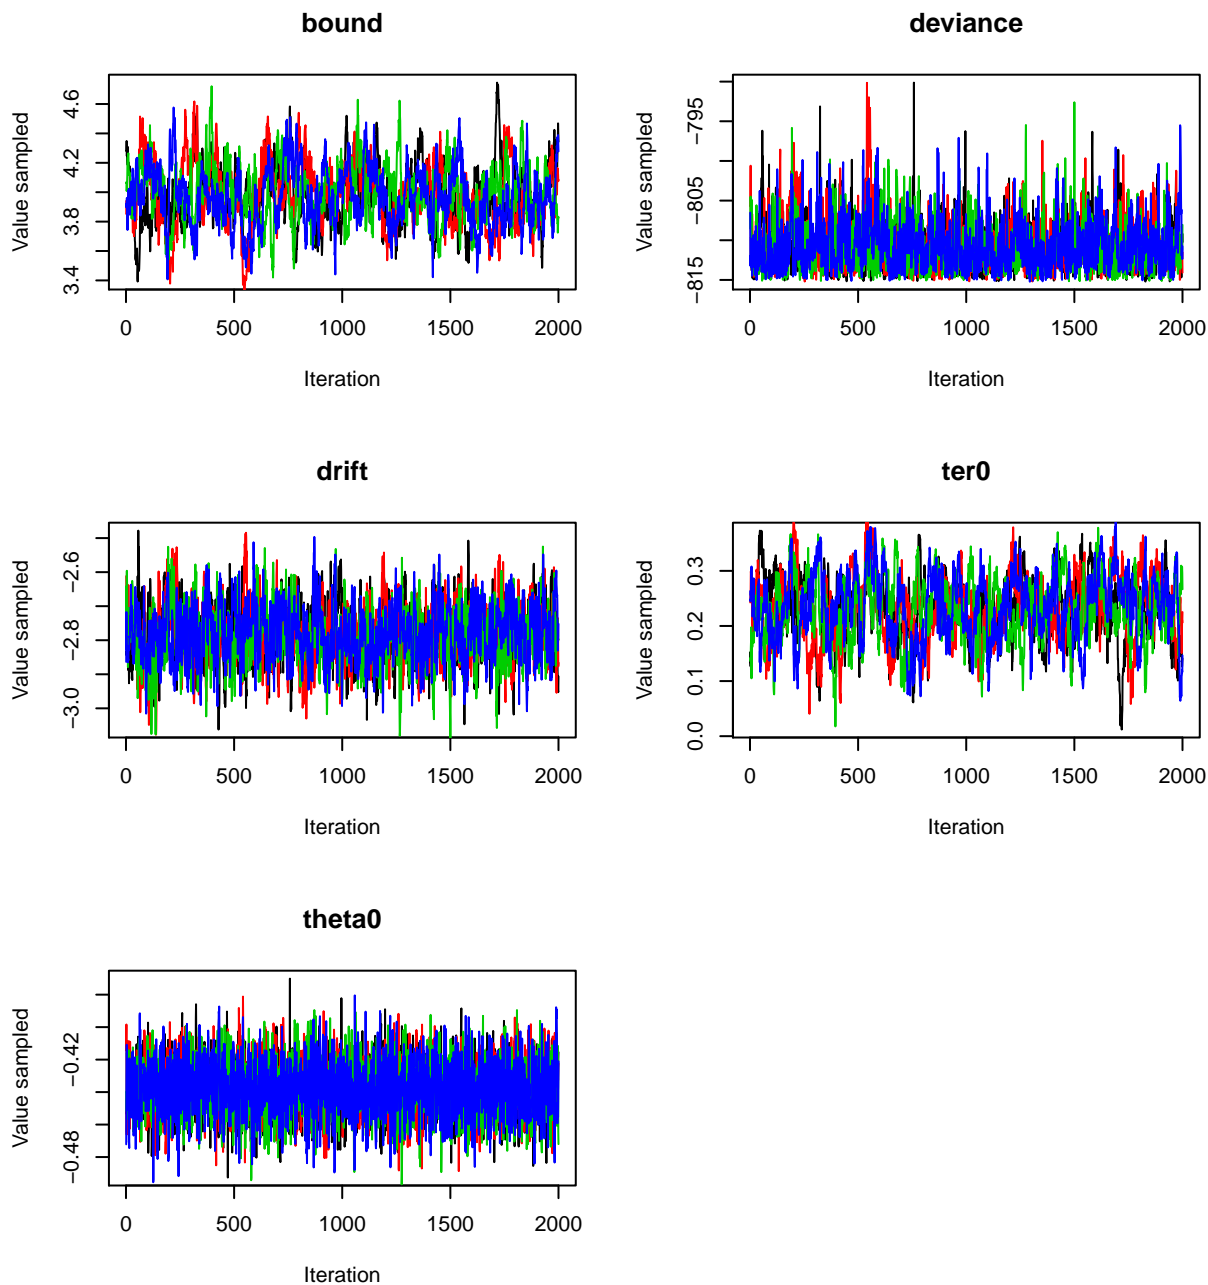 bound
Value sampled
3.4 3.8 4.2 4.6
0 500 1000 1500 2000
Iteration
deviance
Value sampled
−815 −805 −795
0 500 1000 1500 2000
Iteration
drift
Value sampled
−3.0 −2.8 −2.6
0 500 1000 1500 2000
Iteration
ter0
Value sampled
0.0 0.1 0.2 0.3
0 500 1000 1500 2000
Iteration
theta0
Value sampled
−0.48 −0.42
0 500 1000 1500 2000
Iteration